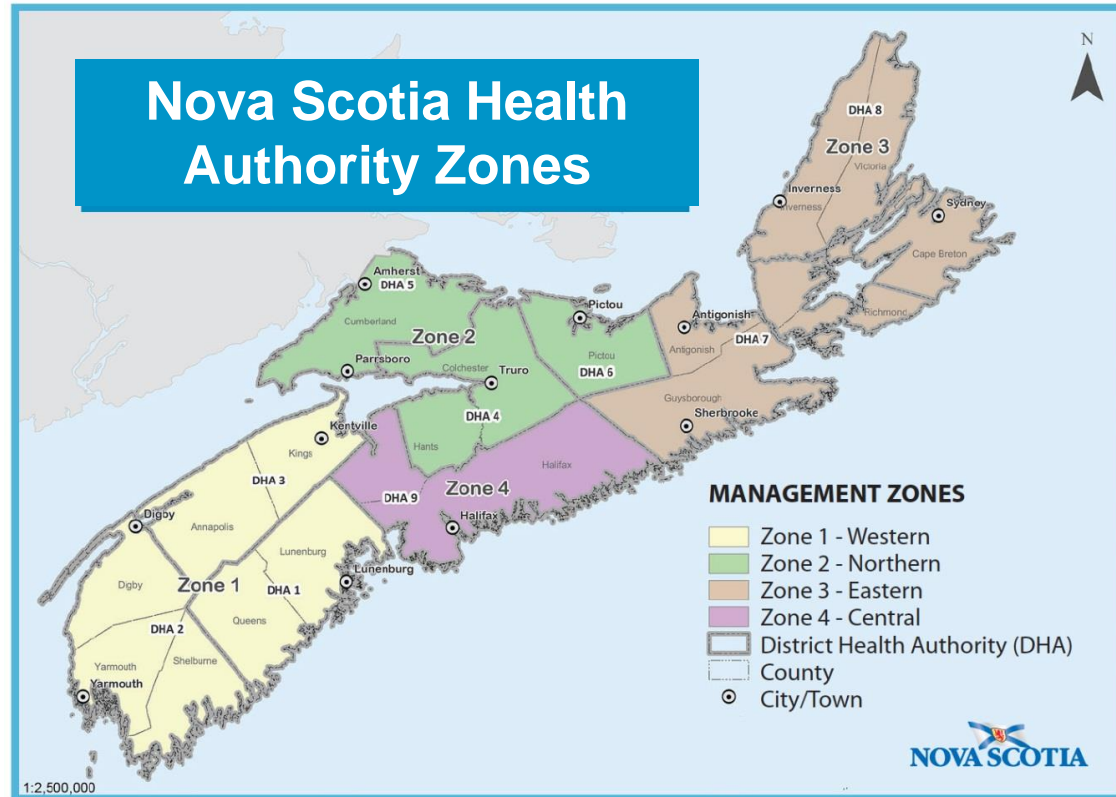 Nova Scotia Health
Authority Zones
N
DHA 8
Zone 3
Victoria
Inverness
Inverness
Sydney
Cape Breton
Richmond
Amherst
DHA 5
Cumberland
Zone 2
Pictou
Antigonish
Antigonish
DHA 7
Parrsboro
Colchester
Truro
Pictou
DHA 6
Guysborough
Sherbrooke
DHA 4
Kentville
Kings
Hants
Halifax
DHA 3
DHA 9
Zone 4
Halifax
Digby
Annapolis
Lunenburg
Lunenburg
Digby
Zone 1
DHA 1
Queens
DHA 2
Yarmouth
Shelburne
Yarmouth
MANAGEMENT ZONES
Zone 1 - Western
Zone 2 - Northern
Zone 3 - Eastern
Zone 4 - Central
District Health Authority (DHA)
County
City/Town
NOVA SCOTIA
1:2,500,000